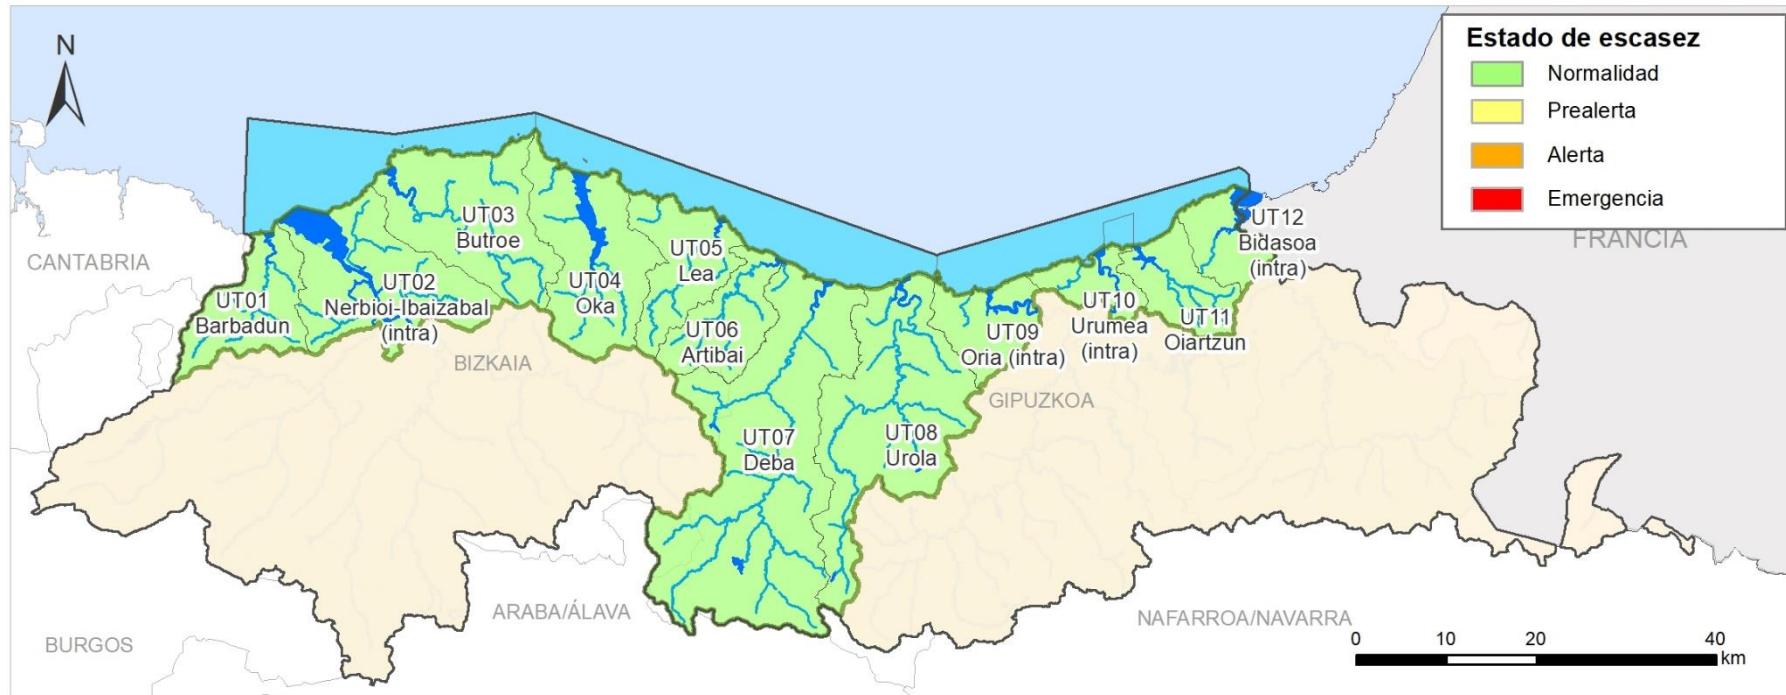 N
Estado de escasez
Normalidad
Prealerta
Alerta
Emergencia
FRANCIA
CANTABRIA
UT01
Barbadun
UT02
Nerbioi-Ibaizabal
(intra)
UT03
Butroe
UT04
Oka
UT05
Lea
UT06
Artibai
UT07
Deba
UT08
Urola
UT09
Oria (intra)
UT10
Urumea
(intra)
UT11
Oiartzun
UT12
Bidasoa
(intra)
BIZKAIA
GIPUZKOA
ARABA/ÁLAVA
BURGOS
NAFARROA/NAVARRA
0 10 20 40
km